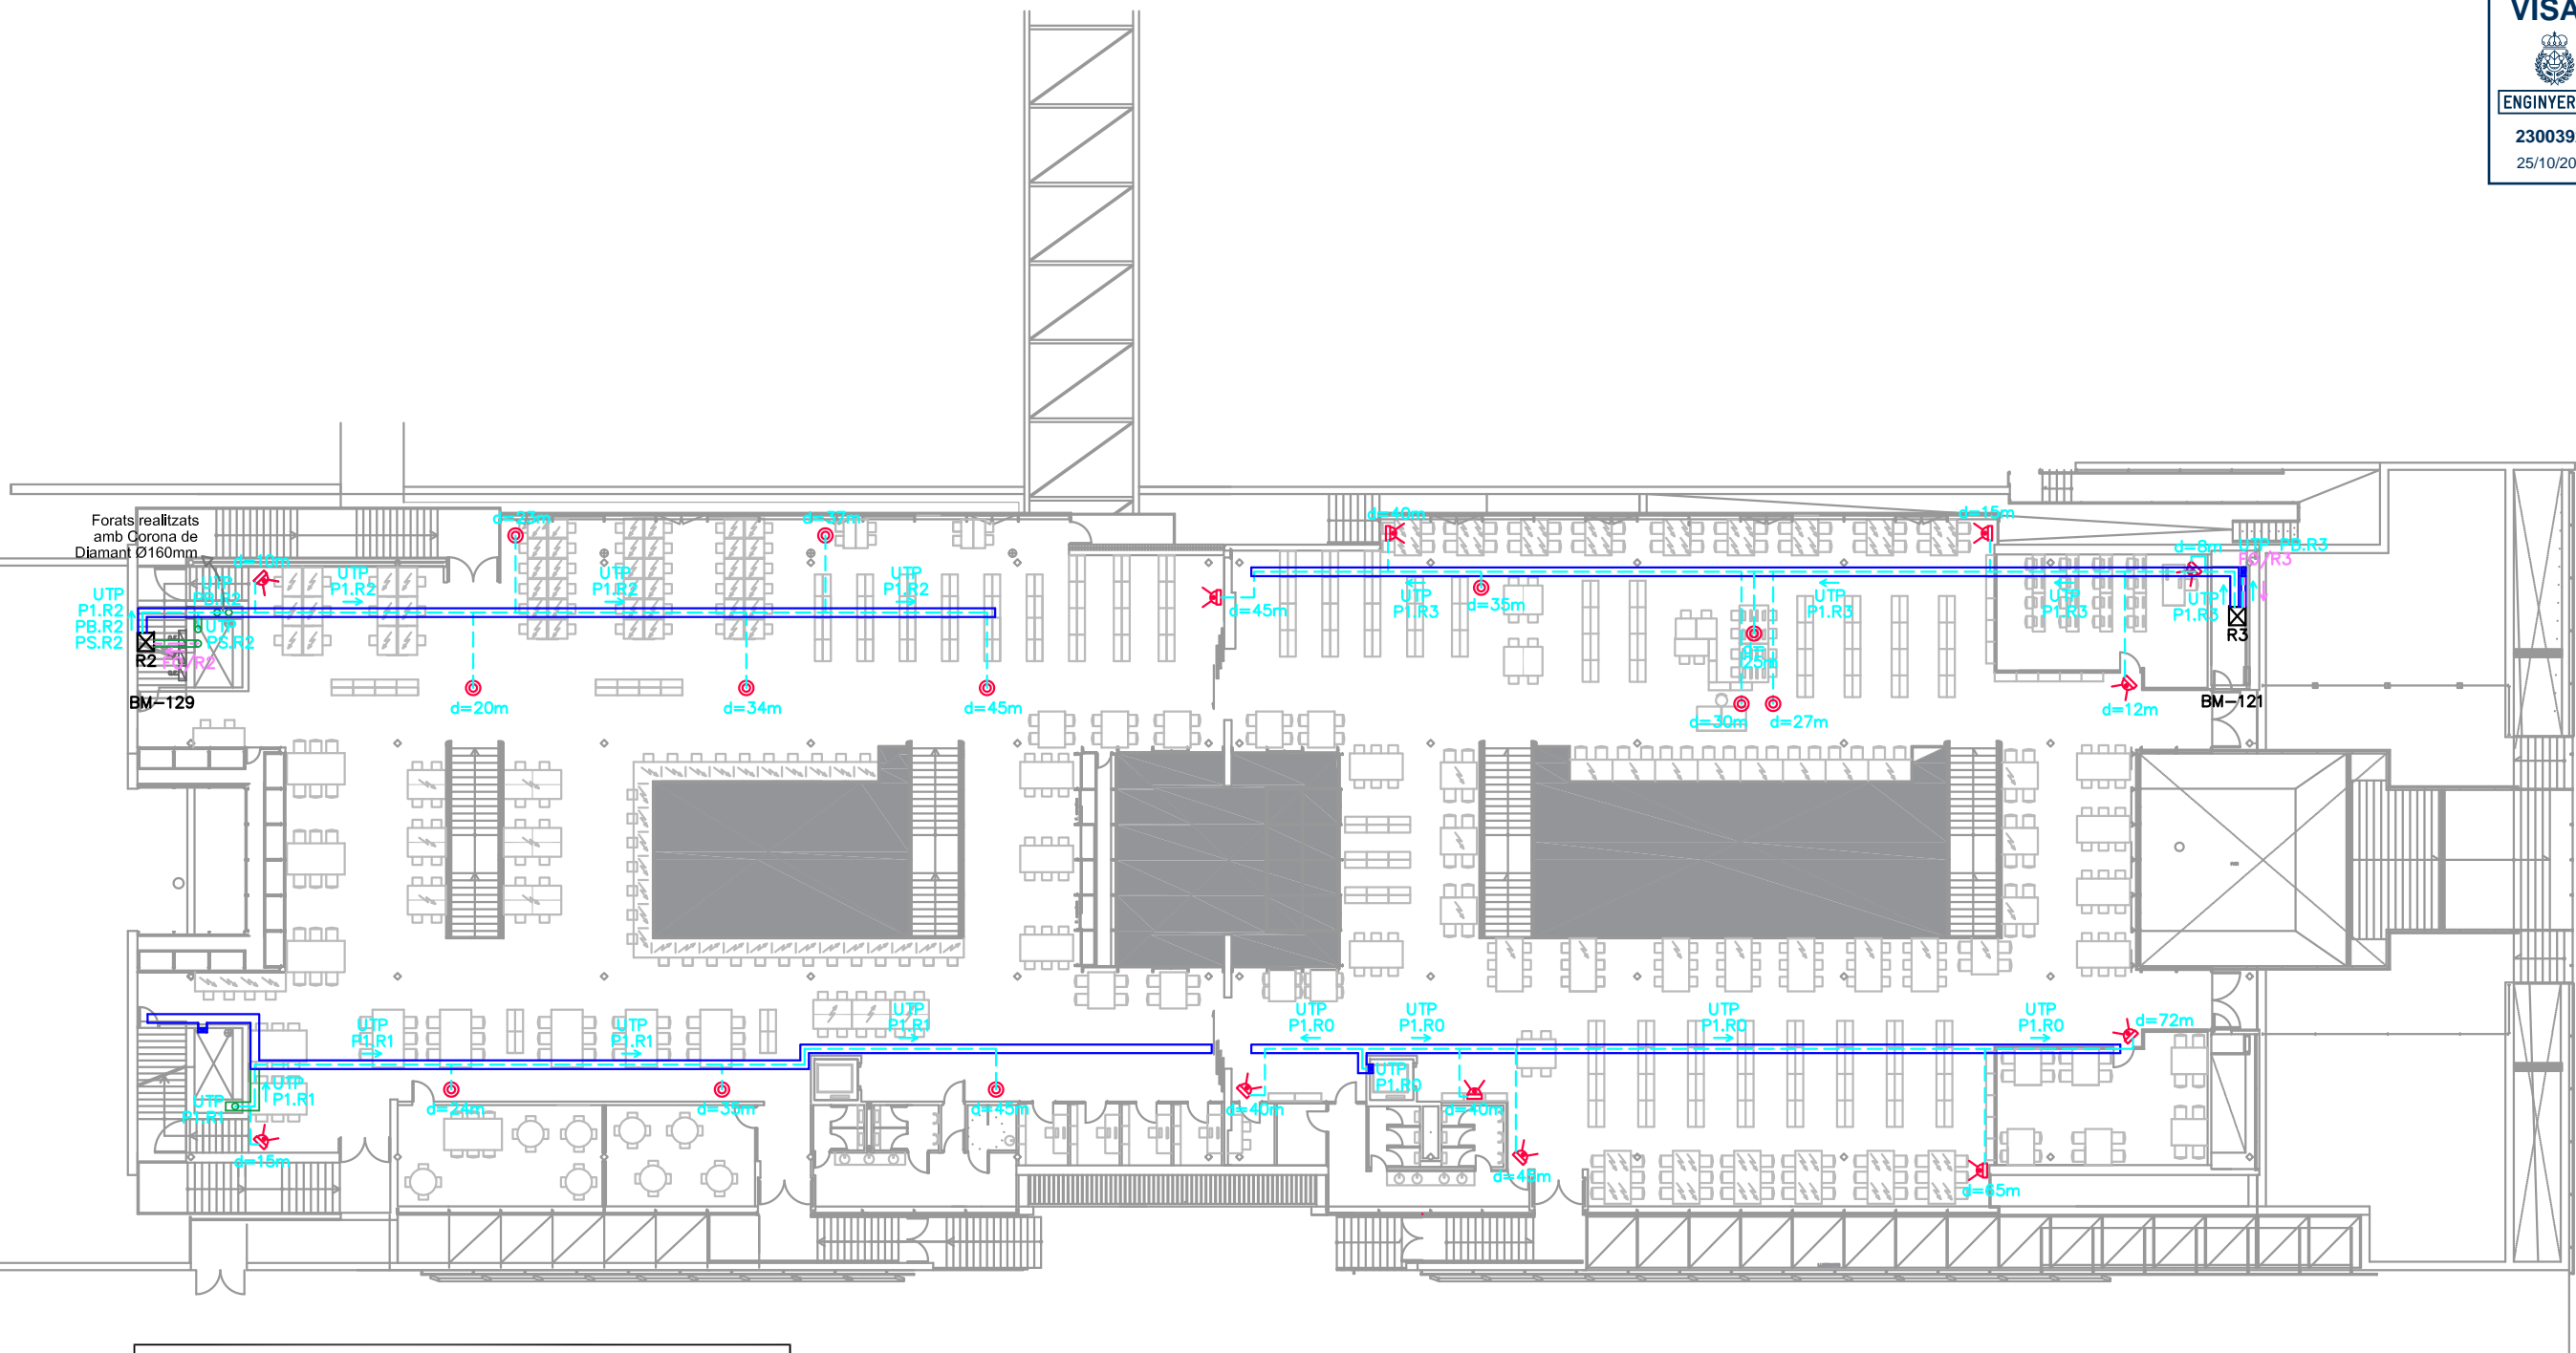 VISA
ENGINYER
230039
25/10/20
Forats realitzats
amb Corona de
Diamant Ø160mm
d=23m
d=37m
d=40m
d=15m
d=10m
d=8m
UTP PB.R3
FO/R3
UTP
P1.R2
PB.R2
PS.R2
UTP
PB.R2
UTP
PS.R2
UTP
P1.R2
UTP
P1.R2
UTP
P1.R2
R2
FO/R2
BM-129
d=20m
d=34m
d=45m
d=45m
UTP
P1.R3
d=35m
UTP
P1.R3
UTP
P1.R3
UTP
P1.R3
R3
d=
25m
d=30m
d=27m
d=12m
BM-121
UTP
P1.R1
UTP
P1.R1
UTP
P1.R1
UTP
P1.R0
UTP
P1.R0
UTP
P1.R0
UTP
P1.R0
d=72m
UTP
P1.R0
UTP
P1.R1
UTP
P1.R1
d=24m
d=35m
d=45m
d=40m
d=40m
d=15m
d=45m
d=65m